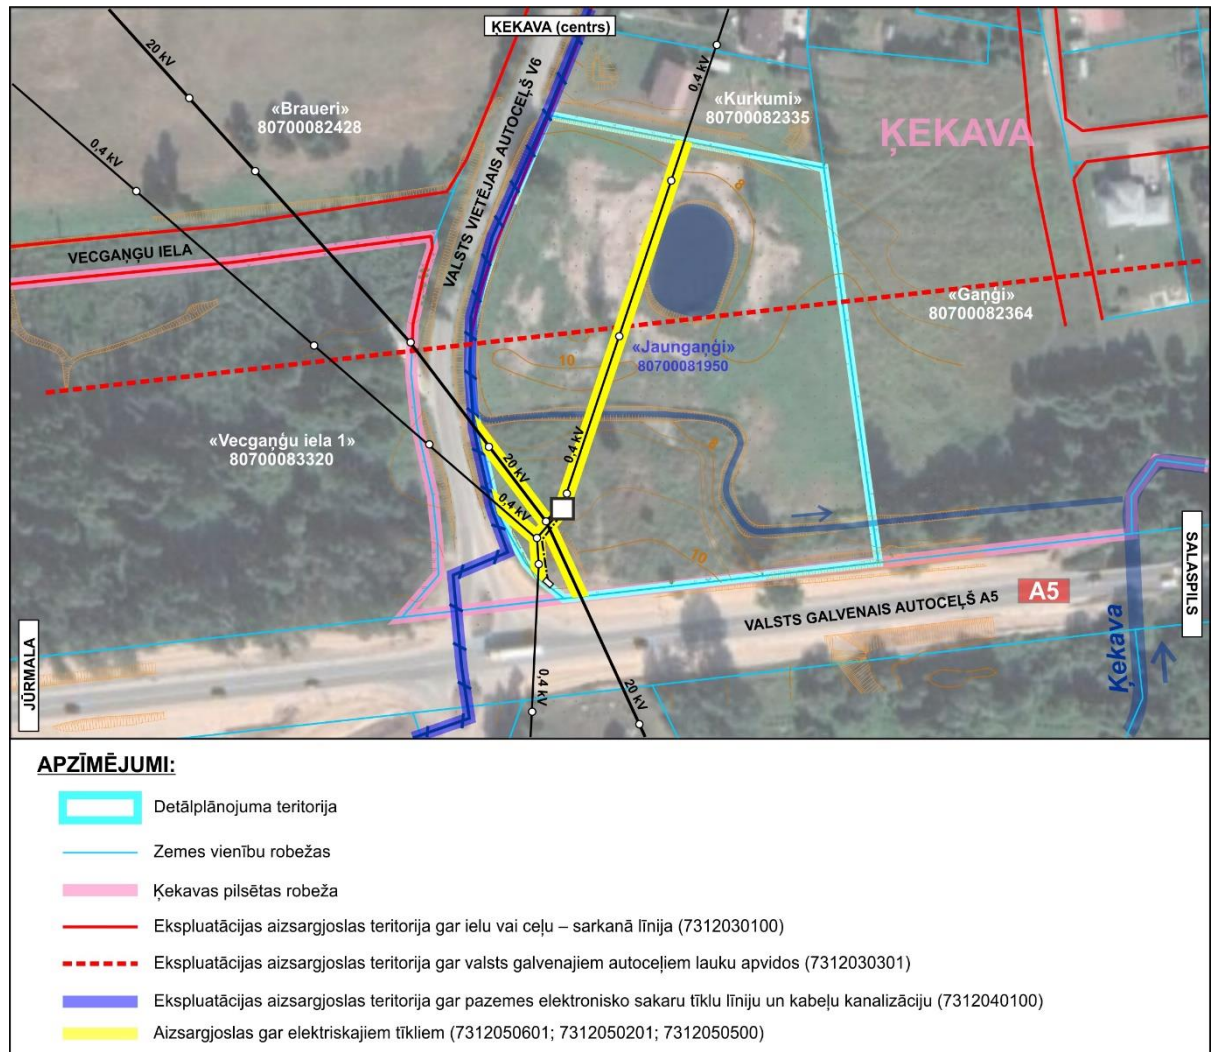 ĶEKAVA (centrs)
20 kV
0,4 kV
«Braueri»
80700082428
0,4 kV
«Kurkumi»
80700082335
ĶEKAVA
VALSTS VIETĒJAIS AUTOCEĻŠ V6
8
VECGAŅĢU IELA
«Gaņģi»
80700082364
10
«Jaungaņģi»
80700081950
«Vecgaņģu iela 1»
80700083320
0,4 kV
8
20 kV
0,4 kV
10
SALASPILS
A5
VALSTS GALVENAIS AUTOCEĻŠ A5
JŪRMALA
Ķekava
0,4 kV
20 kV
APZĪMĒJUMI:
Detālplānojuma teritorija
Zemes vienību robežas
Ķekavas pilsētas robeža
Ekspluatācijas aizsargjoslas teritorija gar ielu vai ceļu – sarkanā līnija (7312030100)
Ekspluatācijas aizsargjoslas teritorija gar valsts galvenajiem autoceļiem lauku apvidos (7312030301)
Ekspluatācijas aizsargjoslas teritorija gar pazemes elektronisko sakaru tīklu līniju un kabeļu kanalizāciju (7312040100)
Aizsargjoslas gar elektriskajiem tīkliem (7312050601; 7312050201; 7312050500)